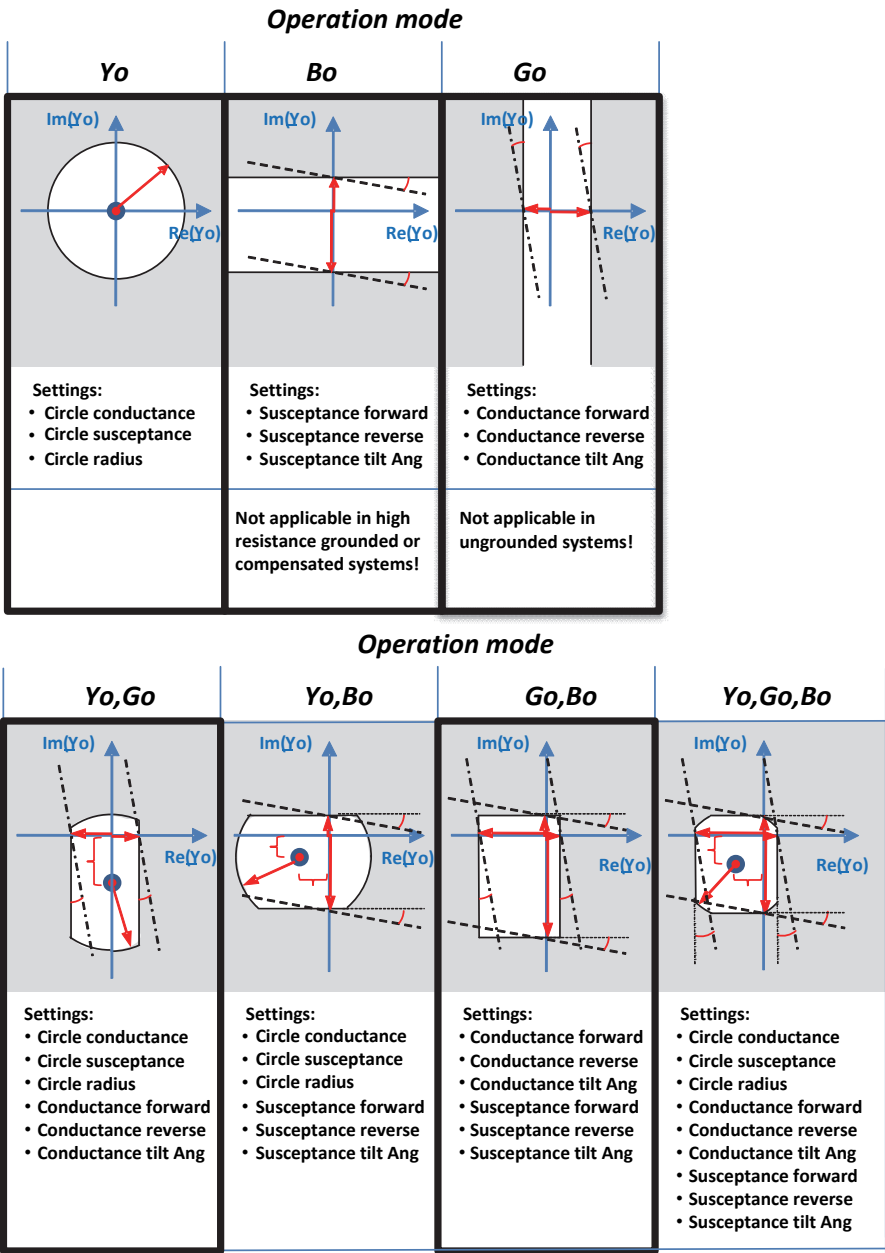 Operation mode
Yo
Bo
Go
Im(Yo)
Re(Yo)
Im(Yo)
Re(Yo)
Im(Yo)
Re(Yo)
Settings:
• Circle conductance
• Circle susceptance
• Circle radius
Settings:
• Susceptance forward
• Susceptance reverse
• Susceptance tilt Ang
Settings:
• Conductance forward
• Conductance reverse
• Conductance tilt Ang
Not applicable in high
resistance grounded or
compensated systems!
Not applicable in
ungrounded systems!
Operation mode
Yo,Go
Yo,Bo
Go,Bo
Yo,Go,Bo
Im(Yo)
Re(Yo)
Im(Yo)
Re(Yo)
Im(Yo)
Re(Yo)
Im(Yo)
Re(Yo)
Settings:
• Circle conductance
• Circle susceptance
• Circle radius
• Conductance forward
• Conductance reverse
• Conductance tilt Ang
Settings:
• Circle conductance
• Circle susceptance
• Circle radius
• Susceptance forward
• Susceptance reverse
• Susceptance tilt Ang
Settings:
• Conductance forward
• Conductance reverse
• Conductance tilt Ang
• Susceptance forward
• Susceptance reverse
• Susceptance tilt Ang
Settings:
• Circle conductance
• Circle susceptance
• Circle radius
• Conductance forward
• Conductance reverse
• Conductance tilt Ang
• Susceptance forward
• Susceptance reverse
• Susceptance tilt Ang